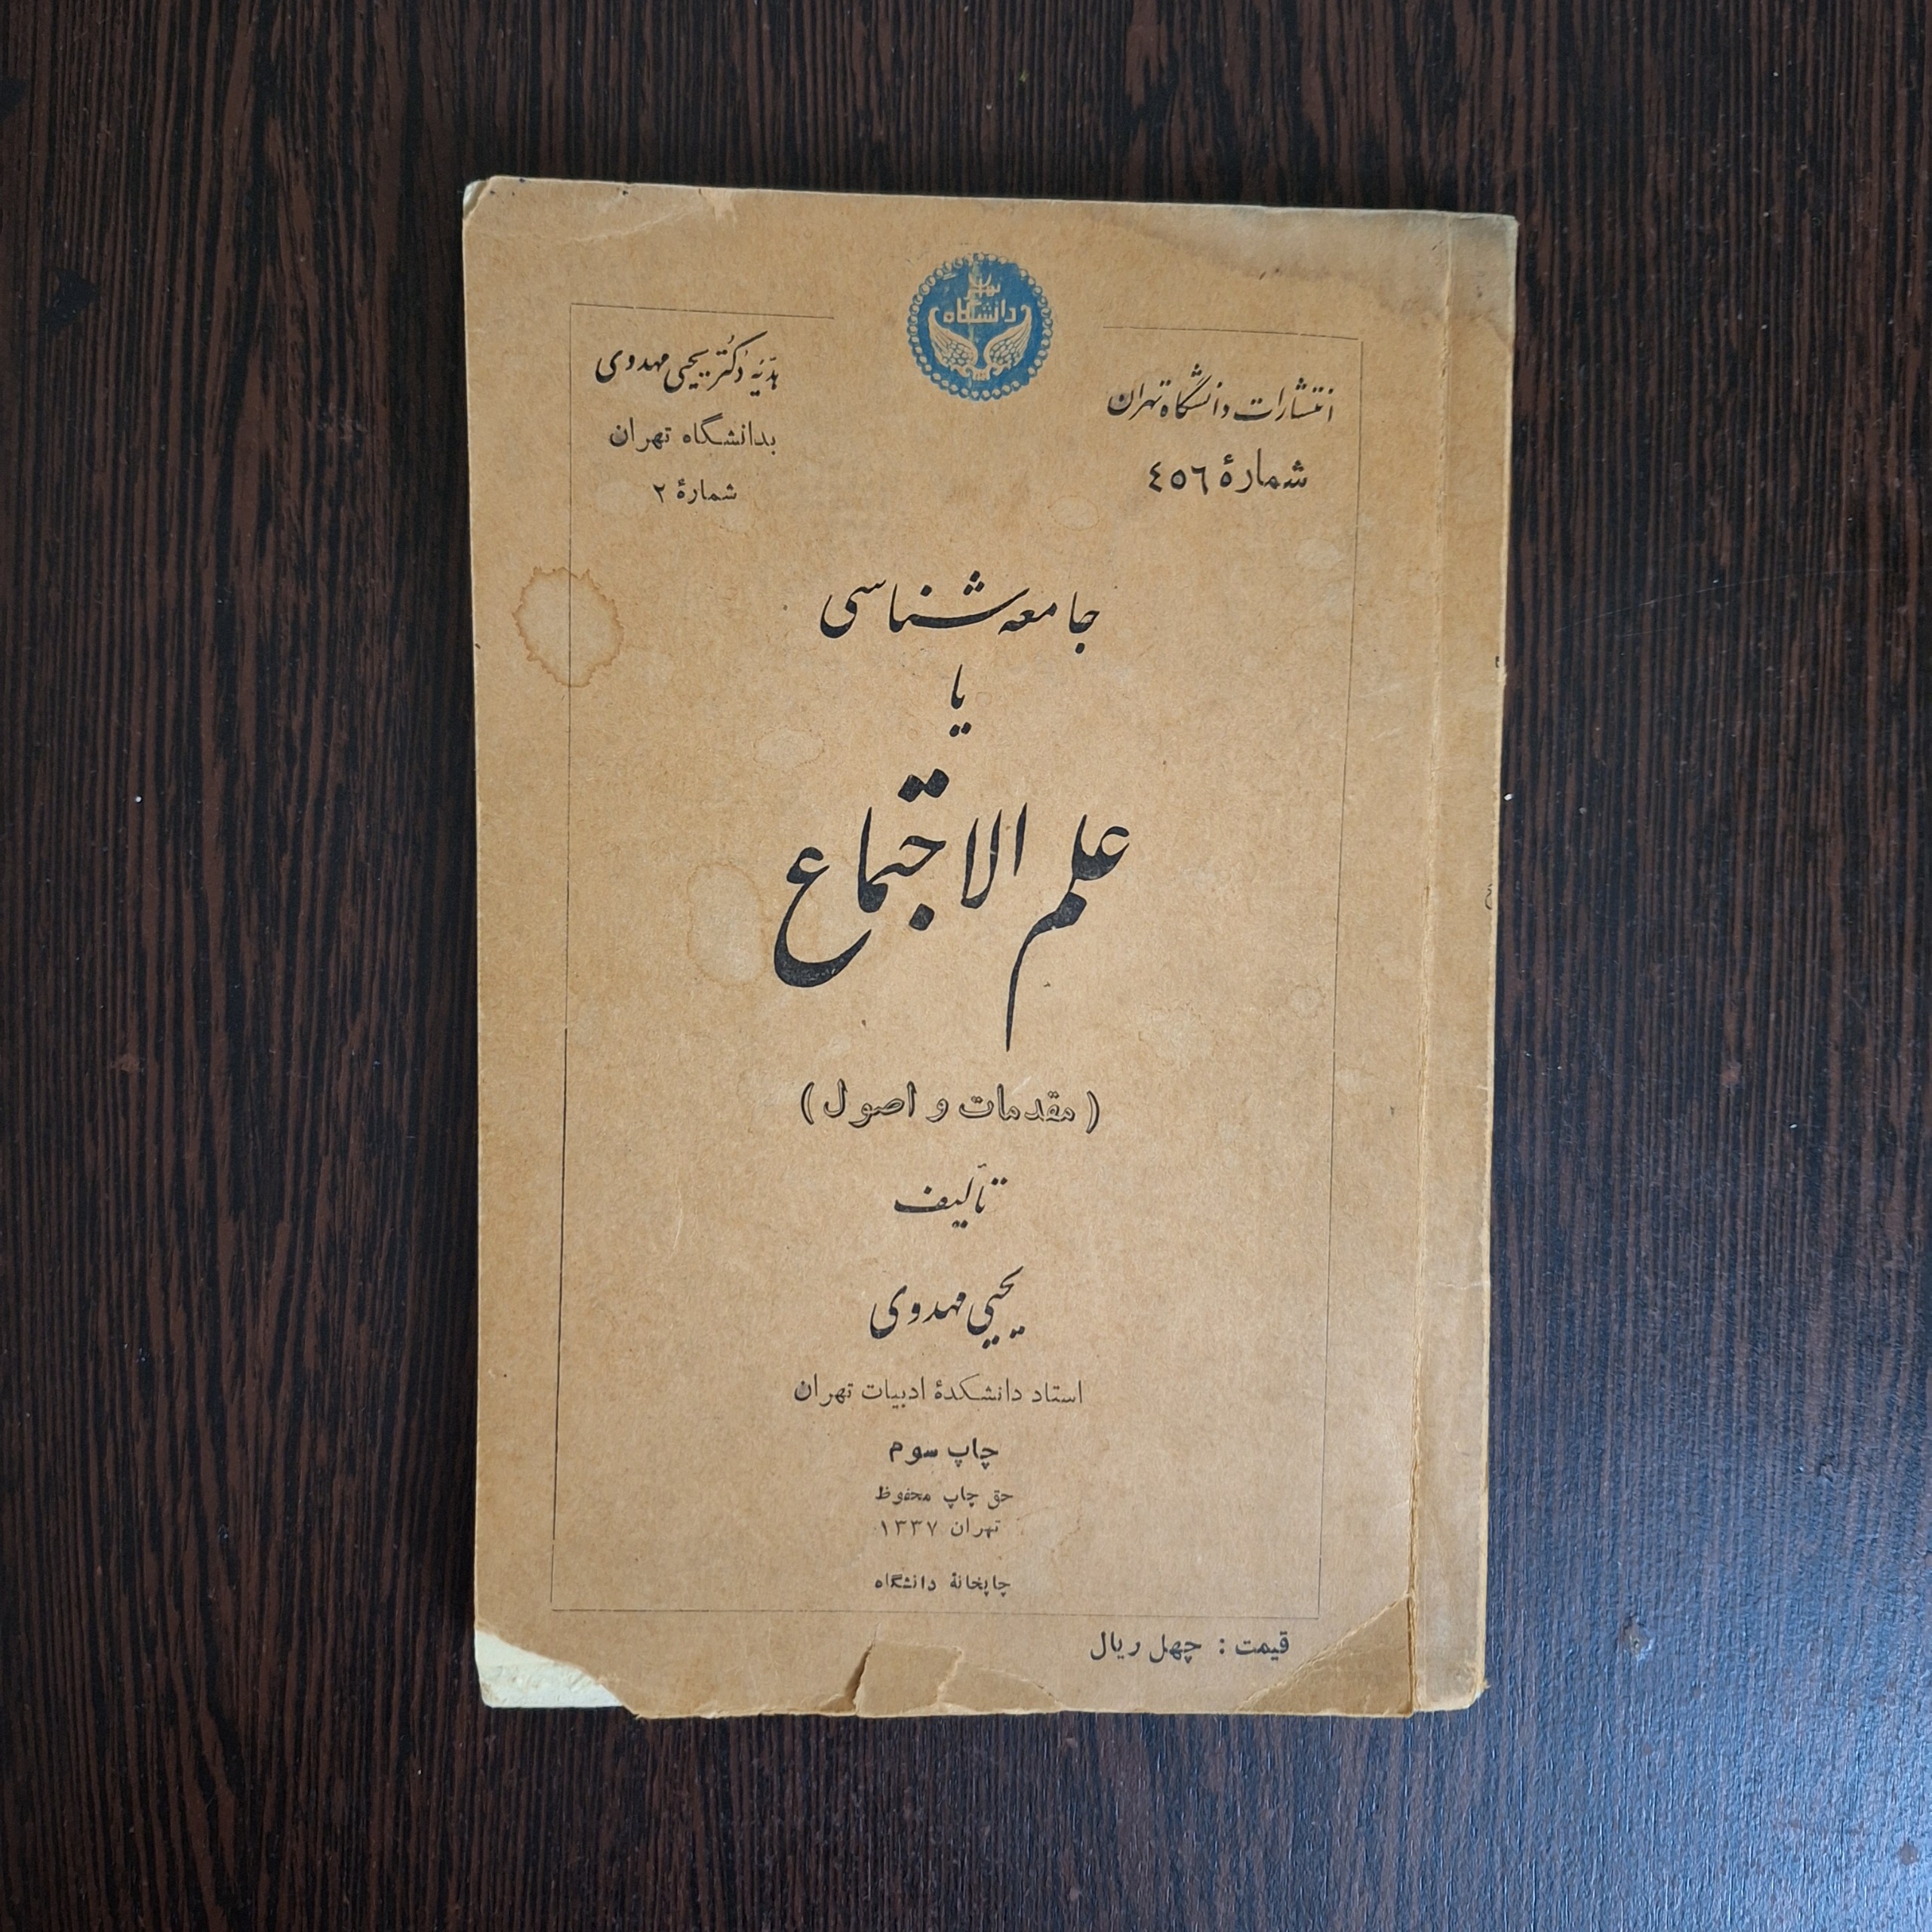 دانشگاه تهران
انتشارات دانشگاه تهران
شمارهٔ ٤٥٦
هدیهٔ دکتر یحیی مهدوی
بدانشگاه تهران
شمارهٔ ۲
جامعه شناسی
یا
علم الاجتماع
( مقدمات و اصول )
تألیف
یحیی مهدوی
استاد دانشکدهٔ ادبیات تهران
چاپ سوم
حق چاپ محفوظ
تهران ۱۳۳۷
چاپخانهٔ دانشگاه
قیمت : چهل ریال